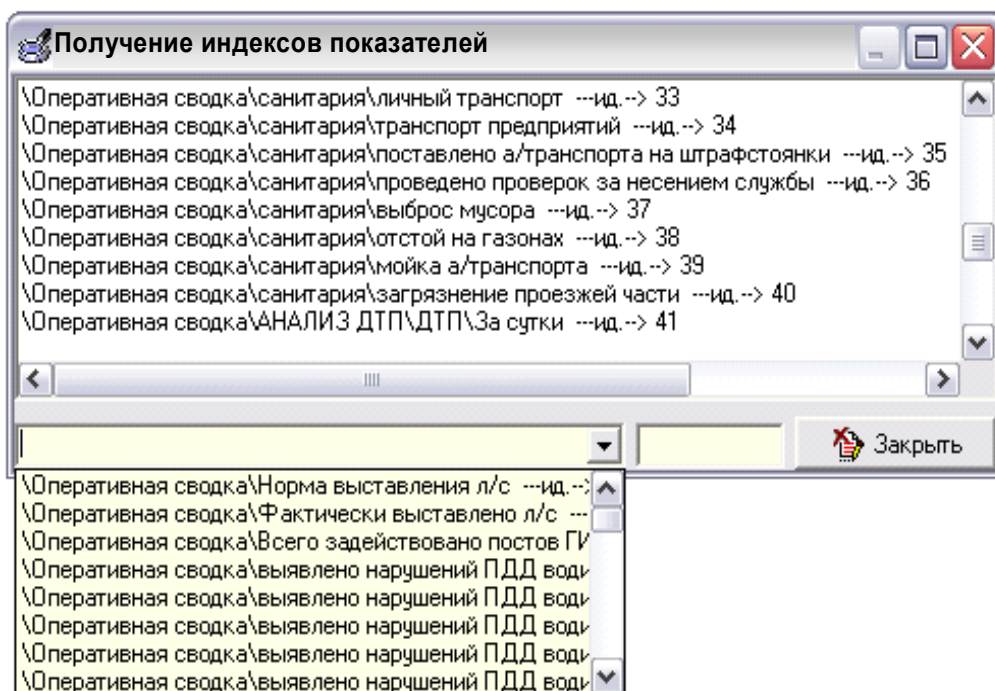 Получение индексов показателей
\Оперативная сводка\санитария\личный транспорт ---ид.--> 33
\Оперативная сводка\санитария\транспорт предприятий ---ид.--> 34
\Оперативная сводка\санитария\поставлено а/транспорта на штрафстоянки ---ид.--> 35
\Оперативная сводка\санитария\проведено проверок за несением службы ---ид.--> 36
\Оперативная сводка\санитария\выброс мусора ---ид.--> 37
\Оперативная сводка\санитария\отстой на газонах ---ид.--> 38
\Оперативная сводка\санитария\мойка а/транспорта ---ид.--> 39
\Оперативная сводка\санитария\загрязнение проезжей части ---ид.--> 40
\Оперативная сводка\АНАЛИЗ ДТП\ДТП\За сутки ---ид.--> 41
Закрыть
\Оперативная сводка\Норма выставления л/с ---ид.--
\Оперативная сводка\Фактически выставлено л/с ---
\Оперативная сводка\Всего задействовано постов
\Оперативная сводка\выявлено нарушений ПДД
\Оперативная сводка\выявлено нарушений ПДД
\Оперативная сводка\выявлено нарушений ПДД
\Оперативная сводка\выявлено нарушений ПДД
\Оперативная сводка\выявлено нарушений ПДД